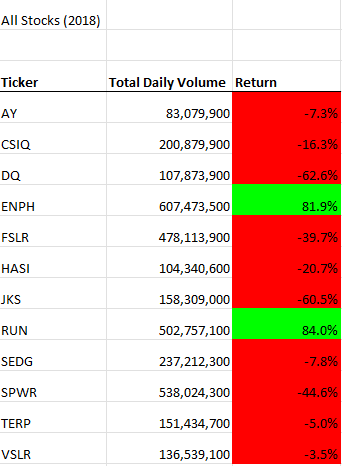 All Stocks (2018)
Ticker Total Daily Volume Return
AY 83,079,900 -7.3%
CSIQ 200,879,900 -16.3%
DQ 107,873,900 -62.6%
ENPH 607,473,500 81.9%
FSLR 478,113,900 -39.7%
HASI 104,340,600 -20.7%
JKS 158,309,000 -60.5%
RUN 502,757,100 84.0%
SEDG 237,212,300 -7.8%
SPWR 538,024,300 -44.6%
TERP 151,434,700 -5.0%
VSLR 136,539,100 -3.5%